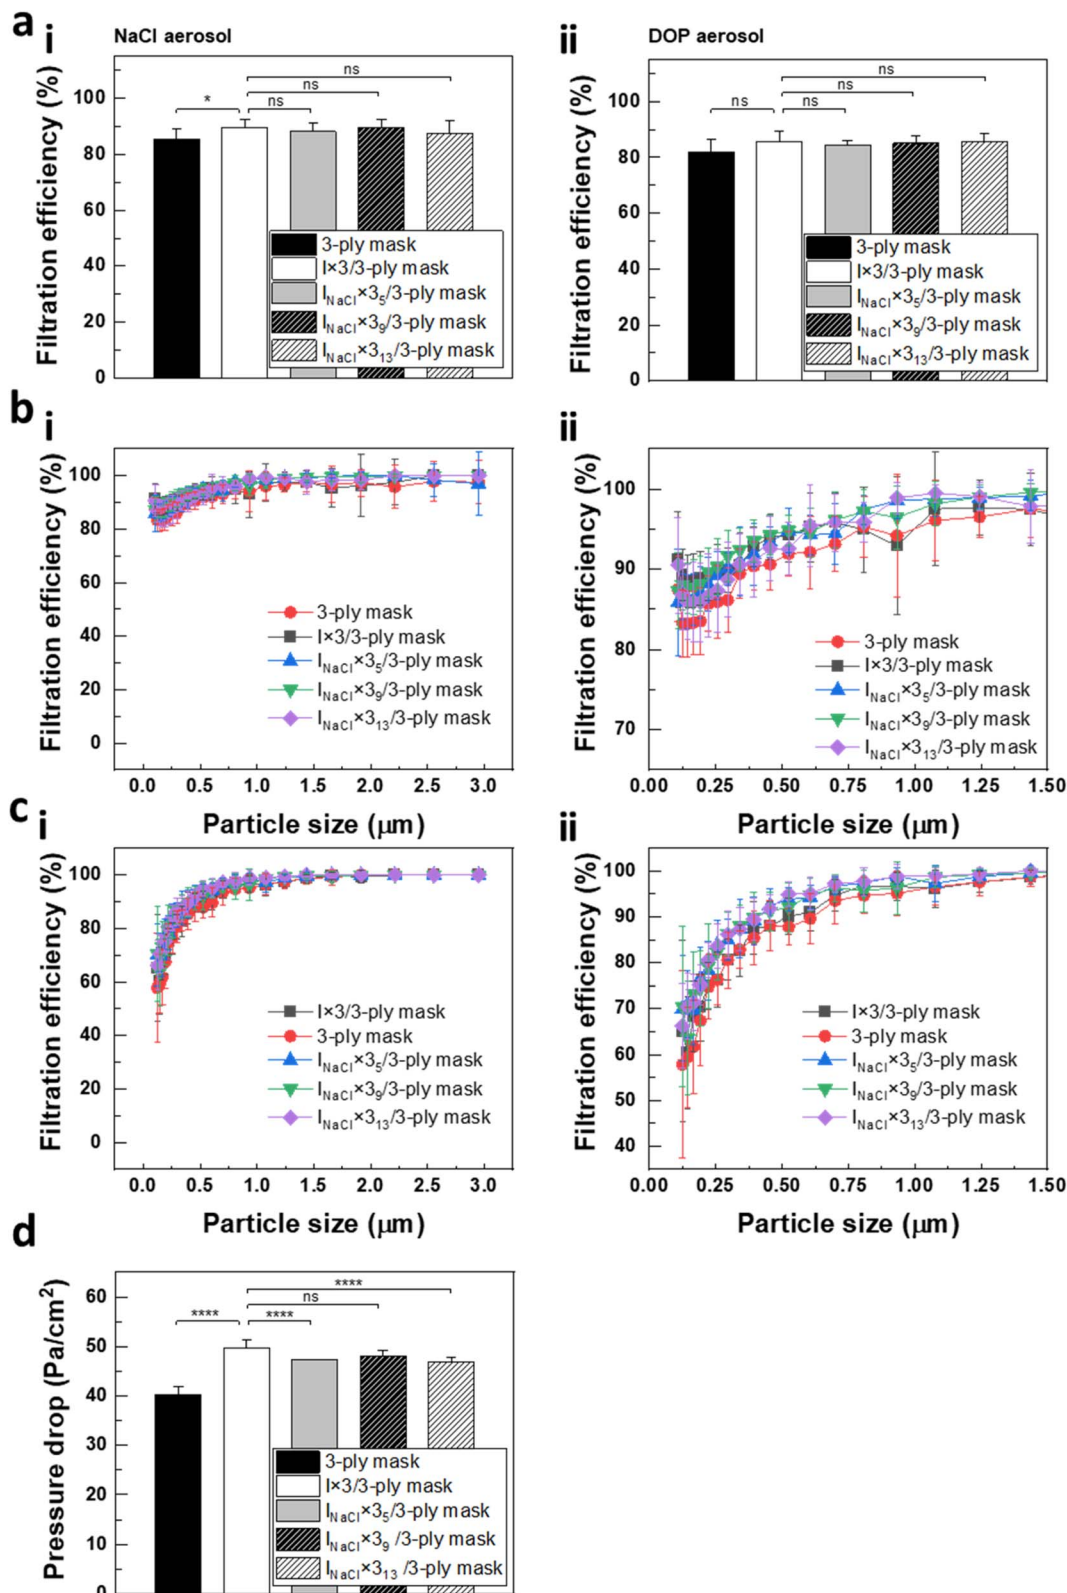 a
i
NaCl aerosol
Filtration efficiency (%)
100
80
60
40
20
0
*
ns
ns
ns
3-ply mask
I×3/3-ply mask
I_NaCl×3_5/3-ply mask
I_NaCl×3_9/3-ply mask
I_NaCl×3_13/3-ply mask
ii
DOP aerosol
Filtration efficiency (%)
100
80
60
40
20
0
ns
ns
ns
ns
3-ply mask
I×3/3-ply mask
I_NaCl×3_5/3-ply mask
I_NaCl×3_9/3-ply mask
I_NaCl×3_13/3-ply mask
b
i
Filtration efficiency (%)
100
80
60
40
20
0
3-ply mask
I×3/3-ply mask
I_NaCl×3_5/3-ply mask
I_NaCl×3_9/3-ply mask
I_NaCl×3_13/3-ply mask
0.0 0.5 1.0 1.5 2.0 2.5 3.0
Particle size (μm)
ii
Filtration efficiency (%)
100
90
80
70
3-ply mask
I×3/3-ply mask
I_NaCl×3_5/3-ply mask
I_NaCl×3_9/3-ply mask
I_NaCl×3_13/3-ply mask
0.00 0.25 0.50 0.75 1.00 1.25 1.50
Particle size (μm)
c
i
Filtration efficiency (%)
100
80
60
40
20
0
I×3/3-ply mask
3-ply mask
I_NaCl×3_5/3-ply mask
I_NaCl×3_9/3-ply mask
I_NaCl×3_13/3-ply mask
0.0 0.5 1.0 1.5 2.0 2.5 3.0
Particle size (μm)
ii
Filtration efficiency (%)
100
90
80
70
60
50
40
I×3/3-ply mask
3-ply mask
I_NaCl×3_5/3-ply mask
I_NaCl×3_9/3-ply mask
I_NaCl×3_13/3-ply mask
0.00 0.25 0.50 0.75 1.00 1.25 1.50
Particle size (μm)
d
Pressure drop (Pa/cm²)
60
50
40
30
20
10
0
****
****
ns
****
3-ply mask
I×3/3-ply mask
I_NaCl×3_5/3-ply mask
I_NaCl×3_9 /3-ply mask
I_NaCl×3_13 /3-ply mask